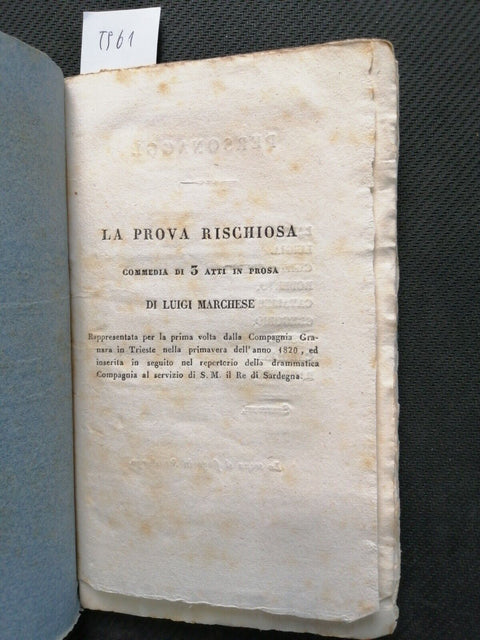 T961
PERSONAGGI
LA PROVA RISCHIOSA
COMMEDIA DI 3 ATTI IN PROSA
DI LUIGI MARCHESE
Rappresentata per la prima volta dalla Compagnia Gra-
nara in Trieste nella primavera dell'anno 1820, ed
inserita in seguito nel repertorio della drammatica
Compagnia al servizio di S. M. il Re di Sardegna.